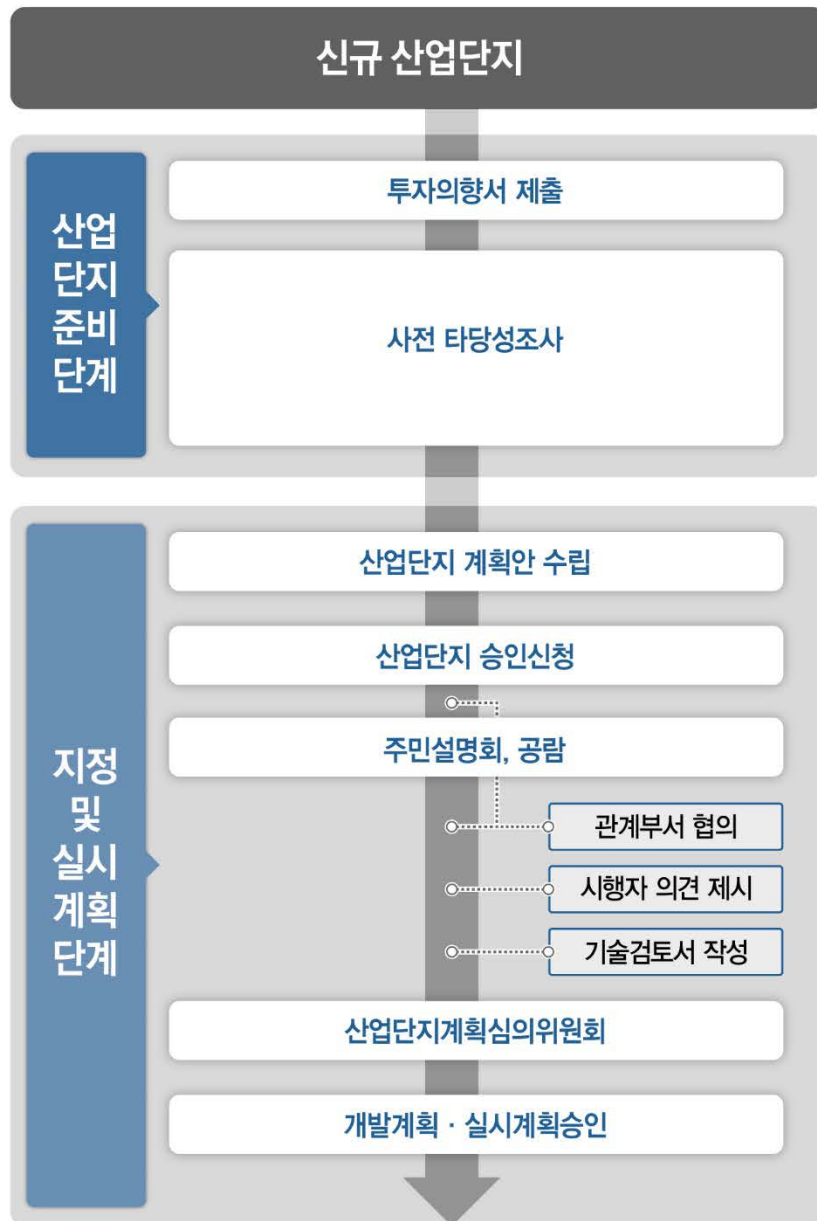 신규 산업단지
산업
단지
준비
단계
투자의향서 제출
사전 타당성조사
지정
및
실시
계획
단계
산업단지 계획안 수립
산업단지 승인신청
주민설명회, 공람
관계부서 협의
시행자 의견 제시
기술검토서 작성
산업단지계획심의위원회
개발계획 · 실시계획승인